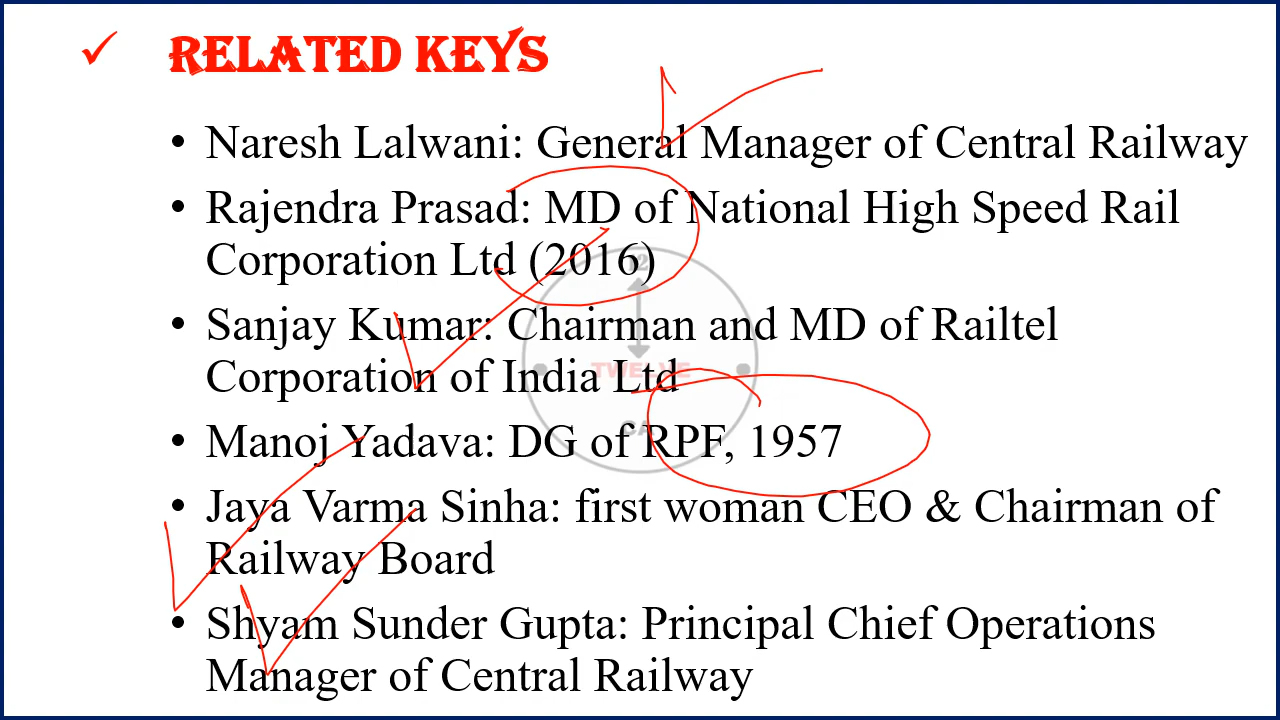 ✓ RELATED KEYS
• Naresh Lalwani: General Manager of Central Railway
• Rajendra Prasad: MD of National High Speed Rail
Corporation Ltd (2016)
• Sanjay Kumar: Chairman and MD of Railtel
Corporation of India Ltd
• Manoj Yadava: DG of RPF, 1957
• Jaya Varma Sinha: first woman CEO & Chairman of
Railway Board
• Shyam Sunder Gupta: Principal Chief Operations
Manager of Central Railway
TWELVE